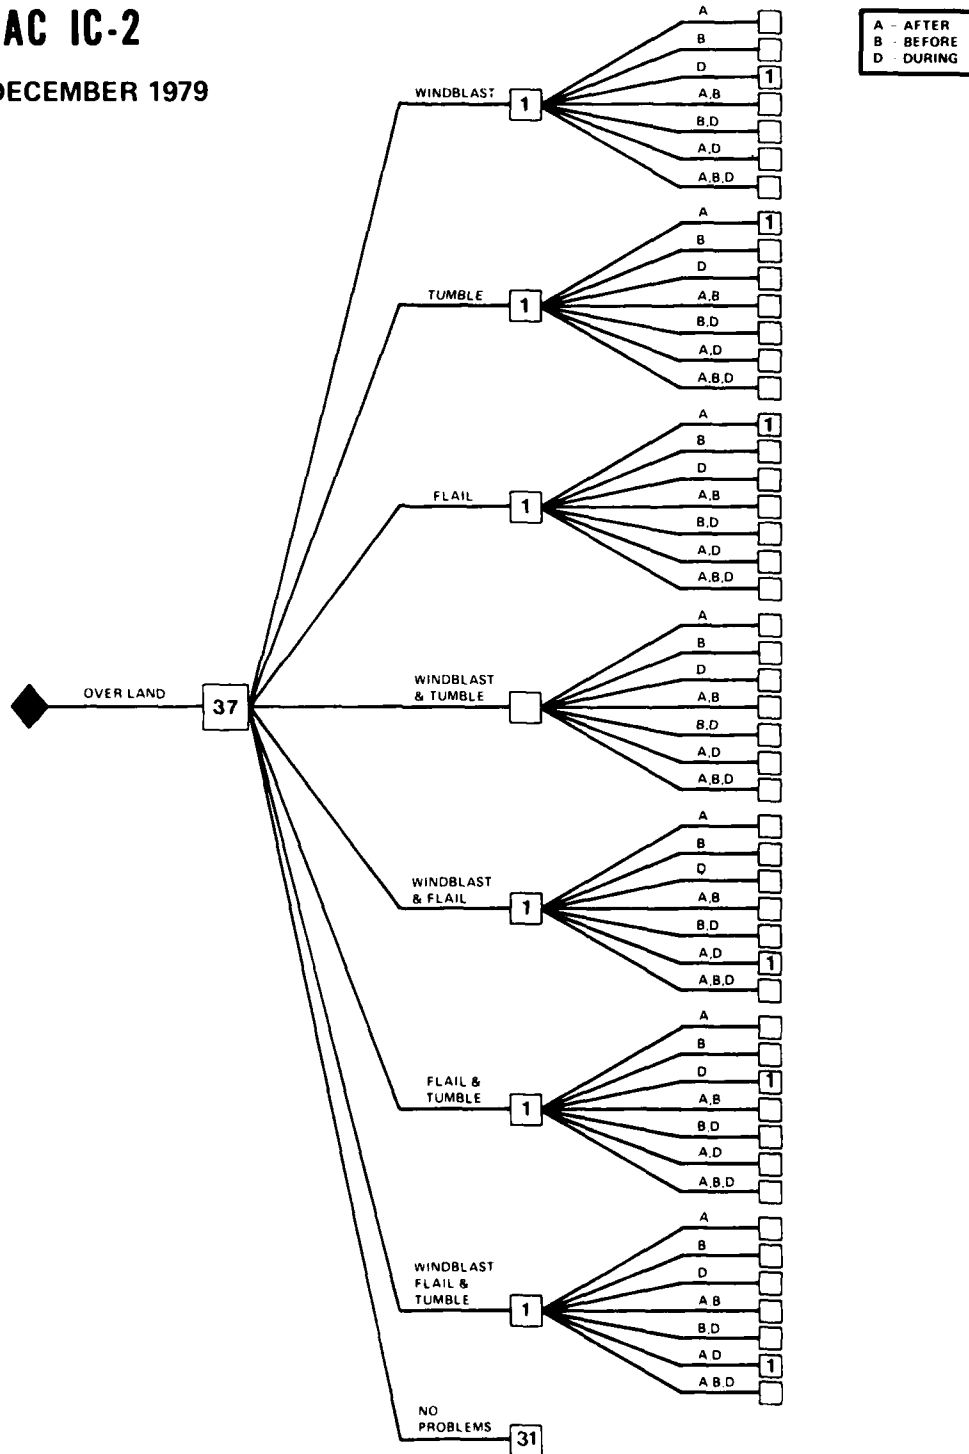 AC IC-2
DECEMBER 1979
A - AFTER
B - BEFORE
D - DURING
OVER LAND
37
WINDBLAST
1
A
B
D
1
A,B
B,D
A,D
A,B,D
TUMBLE
1
A
1
B
D
A,B
B,D
A,D
A,B,D
FLAIL
1
A
1
B
D
A,B
B,D
A,D
A,B,D
WINDBLAST
& TUMBLE
A
B
D
A,B
B,D
A,D
A,B,D
WINDBLAST
& FLAIL
1
A
B
D
A,B
B,D
A,D
1
A,B,D
FLAIL &
TUMBLE
1
A
B
D
1
A,B
B,D
A,D
A,B,D
WINDBLAST
FLAIL &
TUMBLE
1
A
B
D
A B
B,D
A D
1
A B,D
NO
PROBLEMS
31